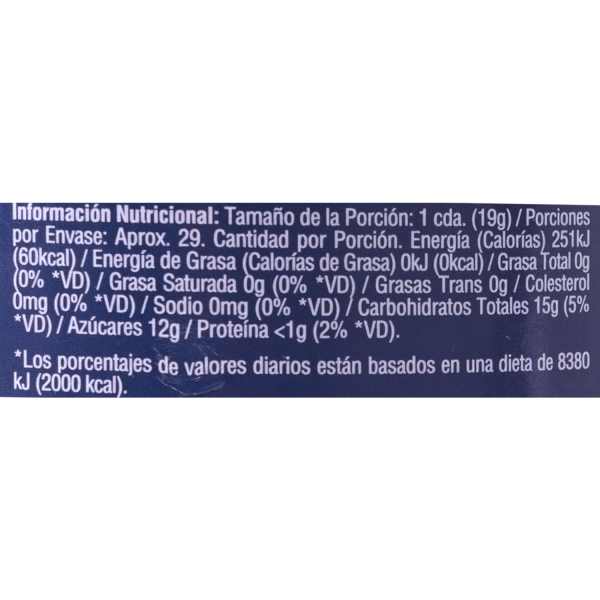 Información Nutricional: Tamaño de la Porción: 1 cda. (19g) / Porciones
por Envase: Aprox. 29. Cantidad por Porción. Energía (Calorías) 251kJ
(60kcal) / Energía de Grasa (Calorías de Grasa) 0kJ (0kcal) / Grasa Total 0g
(0% *VD) / Grasa Saturada 0g (0% *VD) / Grasas Trans 0g / Colesterol
0mg (0% *VD) / Sodio 0mg (0% *VD) / Carbohidratos Totales 15g (5%
*VD) / Azúcares 12g / Proteína <1g (2% *VD).
*Los porcentajes de valores diarios están basados en una dieta de 8380
kJ (2000 kcal).